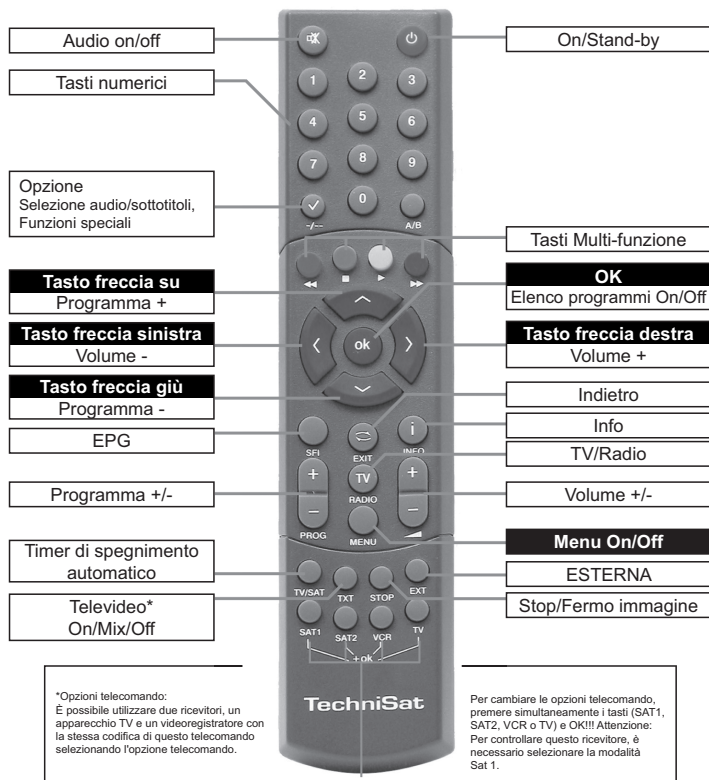 Audio on/off
On/Stand-by
Tasti numerici
1 2 3
4 5 6
7 8 9
0
-/--
A/B
Opzione
Selezione audio/sottotitoli,
Funzioni speciali
Tasti Multi-funzione
Tasto freccia su
Programma +
OK
Elenco programmi On/Off
Tasto freccia sinistra
Volume -
ok
Tasto freccia destra
Volume +
Tasto freccia giù
Programma -
Indietro
EPG
i
Info
SFI
EXIT
INFO
TV/Radio
+
TV
+
Programma +/-
RADIO
Volume +/-
–
–
PROG
MENU
Menu On/Off
Timer di spegnimento
automatico
ESTERNA
TV/SAT
TXT
STOP
EXT
Televideo*
On/Mix/Off
Stop/Fermo immagine
SAT1
SAT2
VCR
TV
+ok
*Opzioni telecomando:
È possibile utilizzare due ricevitori, un
apparecchio TV e un videoregistratore con
la stessa codifica di questo telecomando
selezionando l'opzione telecomando.
TechniSat
Per cambiare le opzioni telecomando,
premere simultaneamente i tasti (SAT1,
SAT2, VCR o TV) e OK!!! Attenzione:
Per controllare questo ricevitore, è
necessario selezionare la modalità
Sat 1.